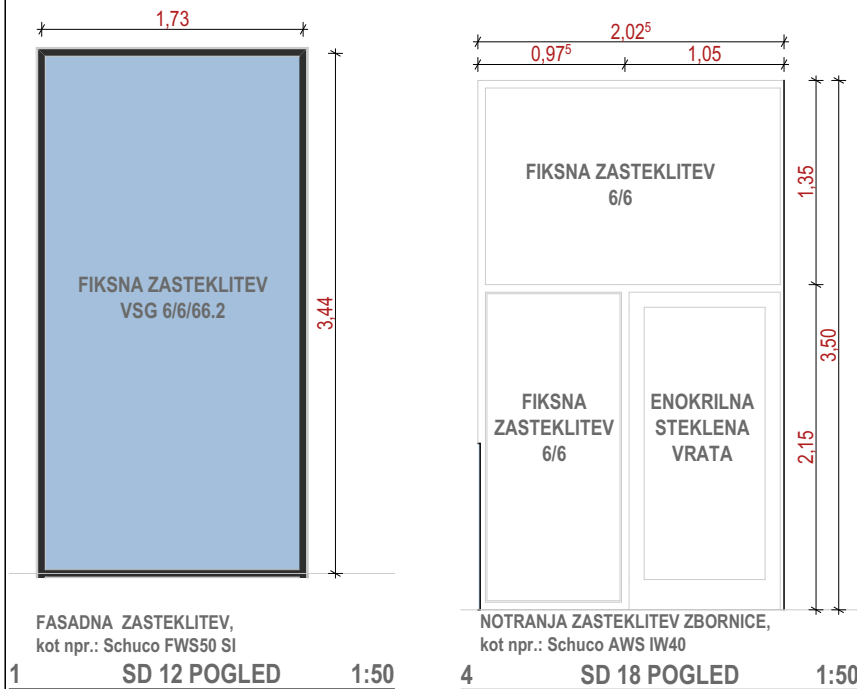 1,73
FIKSNA ZASTEKLITEV
VSG 6/6/66.2
3,44
FASADNA ZASTEKLITEV,
kot npr.: Schuco FWS50 SI
1 SD 12 POGLED 1:50
2,02⁵
0,97⁵ 1,05
FIKSNA ZASTEKLITEV
6/6
1,35
3,50
FIKSNA
ZASTEKLITEV
6/6
ENOKRILNA
STEKLENA
VRATA
2,15
NOTRANJA ZASTEKLITEV ZBORNICE,
kot npr.: Schuco AWS IW40
4 SD 18 POGLED 1:50